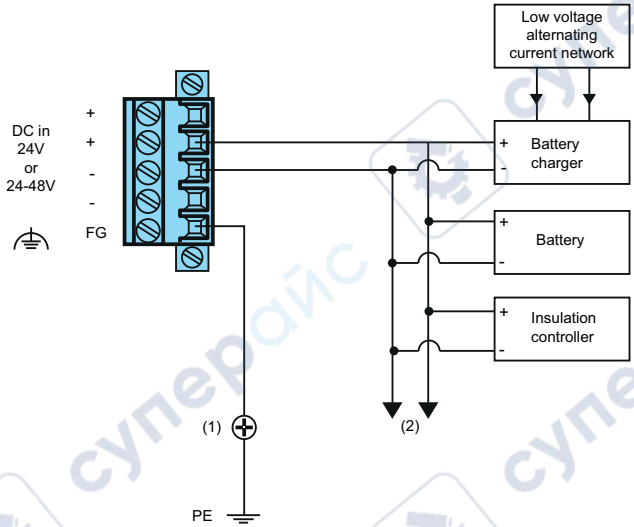 Low voltage
alternating
current network
+
+
-
-
FG
DC in
24V
or
24-48V
+
-
Battery
charger
+
-
Battery
+
-
Insulation
controller
(1)
(2)
PE
суперайс